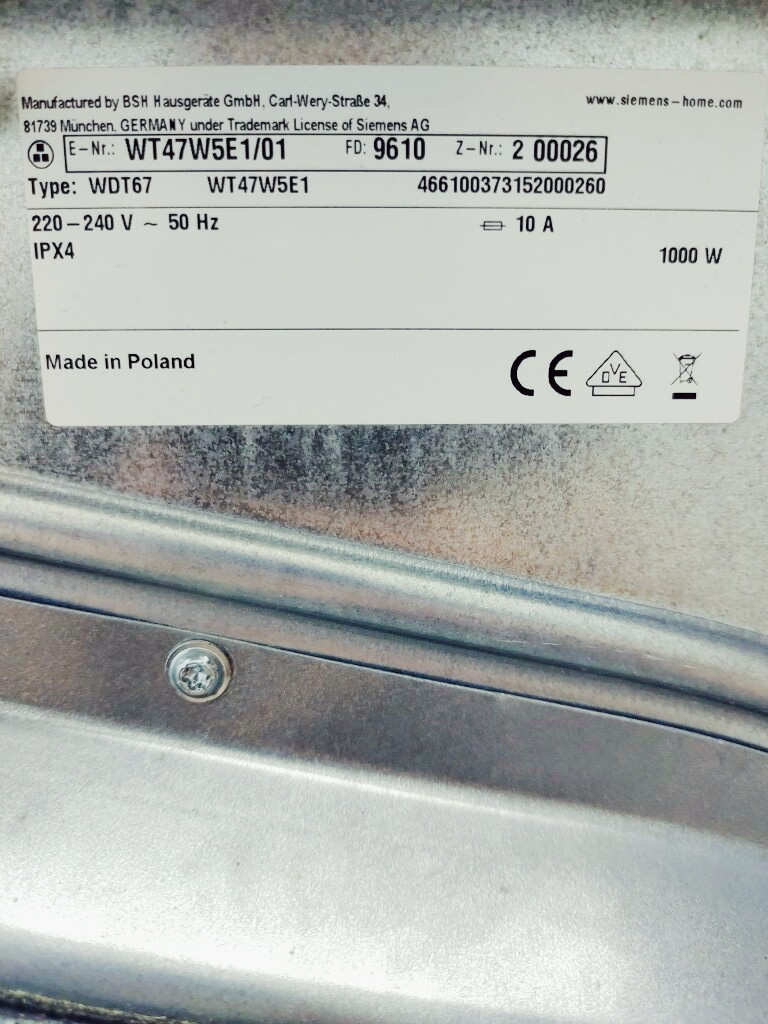 Manufactured by BSH Hausgeräte GmbH, Carl-Wery-Straße 34,
www.siemens-home.com
81739 München, GERMANY under Trademark License of Siemens AG
E-Nr.: WT47W5E1/01 FD: 9610 Z-Nr.: 2 00026
Type: WDT67 WT47W5E1 466100373152000260
220-240 V ~ 50 Hz 10 A
IPX4 1000 W
Made in Poland CE DVE